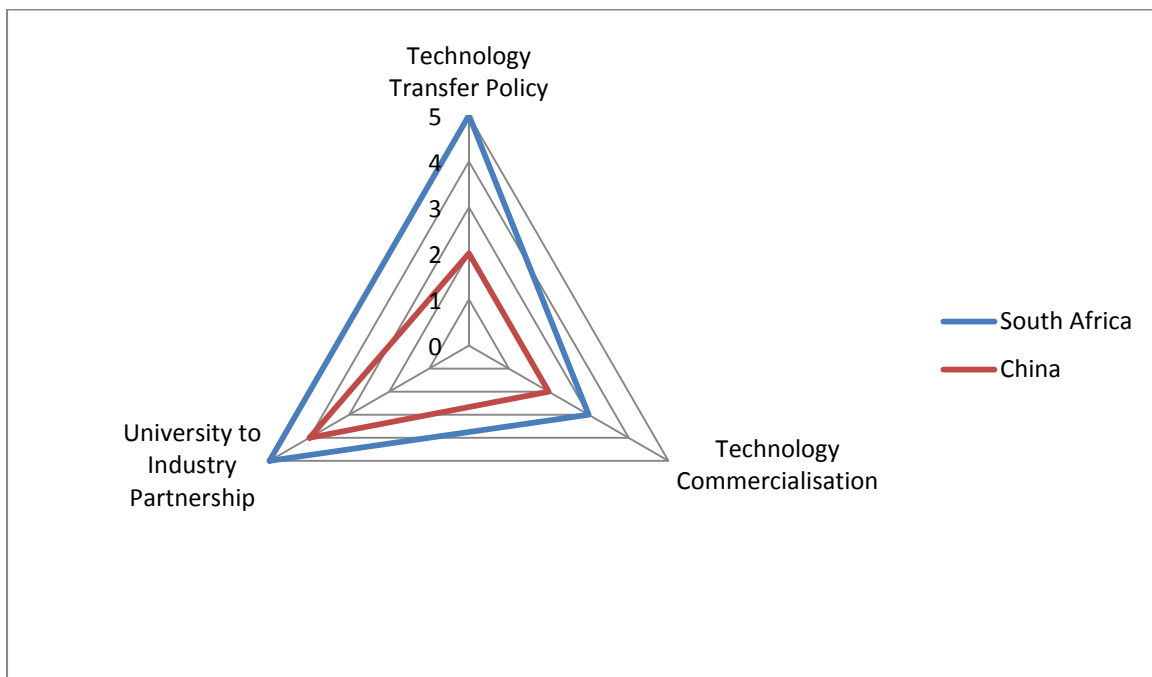 Technology
Transfer Policy
5
4
3
2
1
0
South Africa
China
University to
Industry
Partnership
Technology
Commercialisation